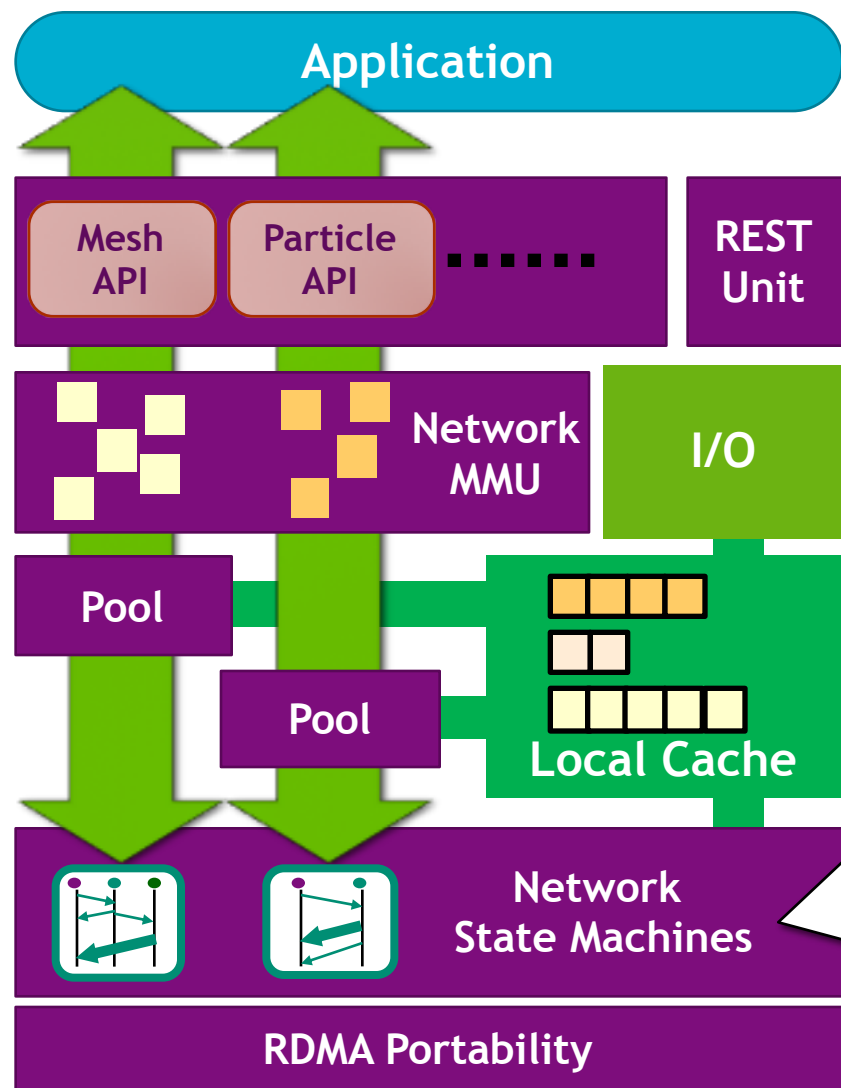 Application
Mesh
API
Particle
API
REST
Unit
Network
MMU
I/O
Pool
Pool
Local Cache
Network
State Machines
RDMA Portability